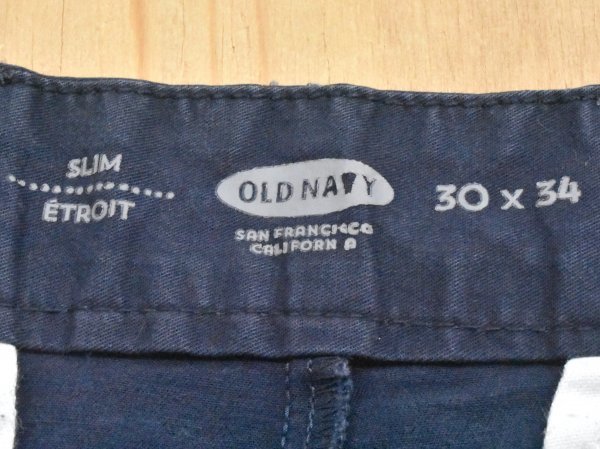 SLIM
ÉTROIT
OLD NAVY
SAN FRANCISCO
CALIFORNIA
30 x 34